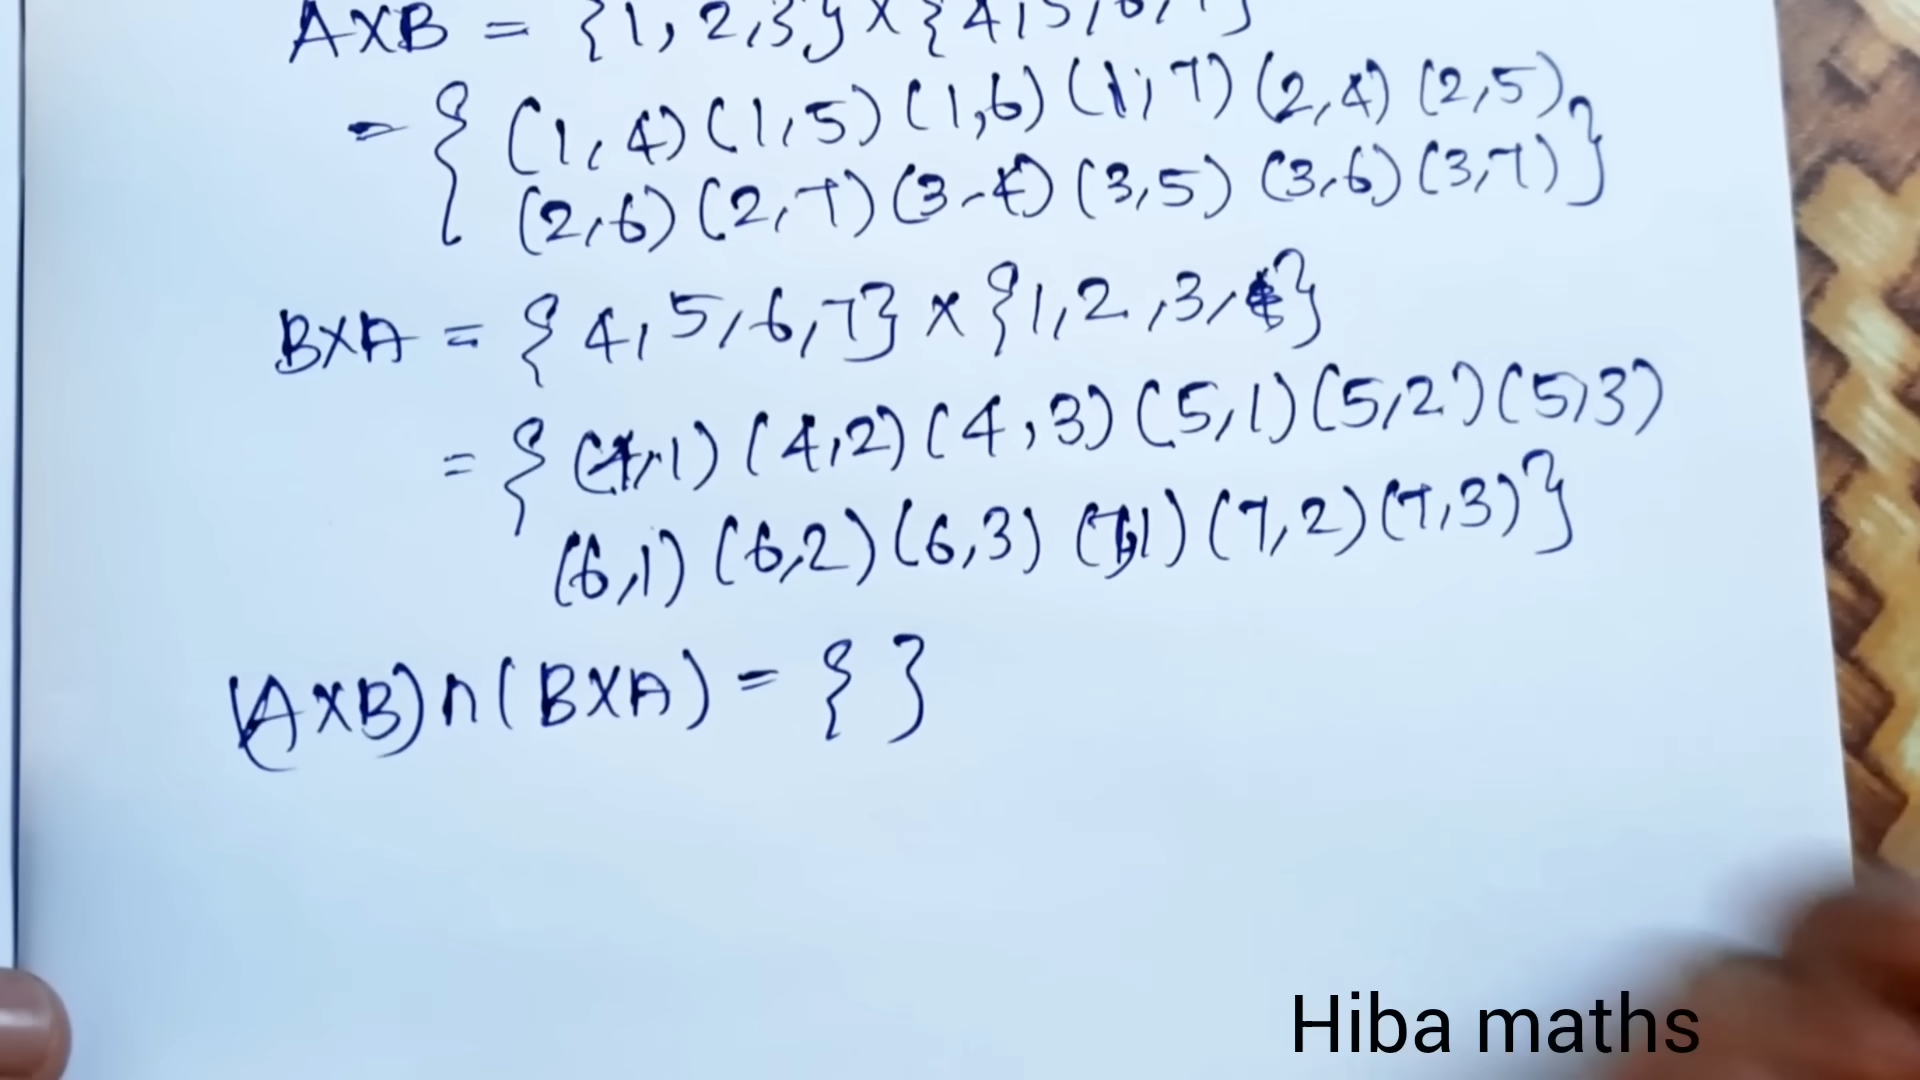 A×B = {1, 2, 3} × {4, 5, 6, 7}
= { (1, 4) (1, 5) (1, 6) (1, 7) (2, 4) (2, 5),
(2, 6) (2, 7) (3, 4) (3, 5) (3, 6) (3, 7) }
B×A = {4, 5, 6, 7} × {1, 2, 3, }
= { (4, 1) (4, 2) (4, 3) (5, 1) (5, 2) (5, 3)
(6, 1) (6, 2) (6, 3) (7, 1) (7, 2) (7, 3) }
(A×B) ∩ (B×A) = { }
Hiba maths